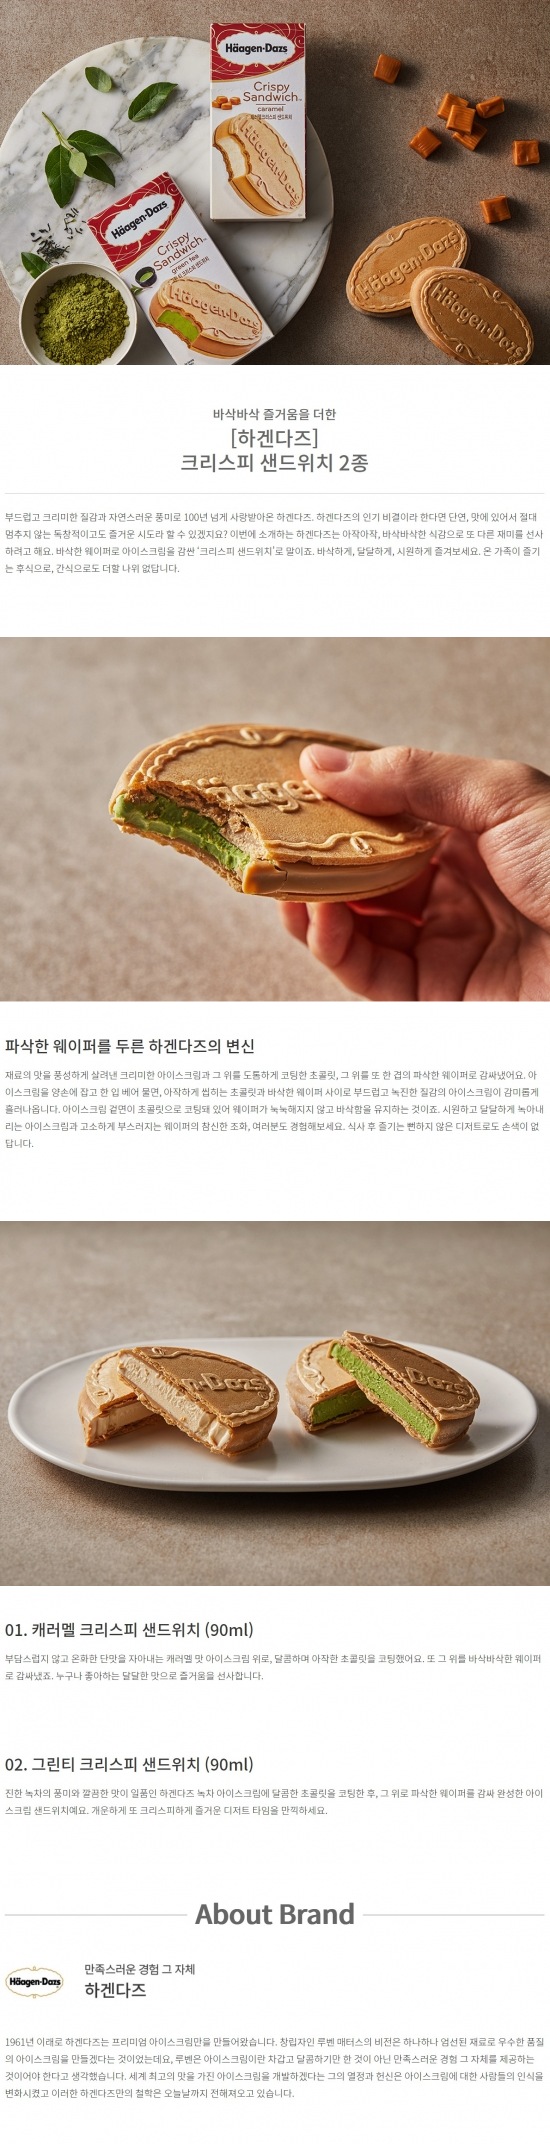 Häagen-Dazs
Crispy
Sandwich
caramel
Häagen-Dazs
Häagen-Dazs
Crispy
Sandwich
green tea
Häagen-Dazs
Häagen-Dazs
Häagen-Dazs
바삭바삭 즐거움을 더한
[하겐다즈]
크리스피 샌드위치 2종
부드럽고 크리미한 질감과 자연스러운 풍미로 100년 넘게 사랑받아온 하겐다즈. 하겐다즈의 인기 비결이라 한다면 단연, 맛에 있어서 절대
멈추지 않는 독창적이고도 즐거운 시도라 할 수 있겠지요? 이번에 소개하는 하겐다즈는 아작아작, 바삭바삭한 식감으로 또 다른 재미를 선사
하려고 해요. 바삭한 웨이퍼로 아이스크림을 감싼 ‘크리스피 샌드위치’로 말이죠. 바삭하게, 달달하게, 시원하게 즐겨보세요. 온 가족이 즐기
는 후식으로, 간식으로도 더할 나위 없답니다.
파삭한 웨이퍼를 두른 하겐다즈의 변신
재료의 맛을 풍성하게 살려낸 크리미한 아이스크림과 그 위를 도톰하게 코팅한 초콜릿, 그 위를 또 한 겹의 파삭한 웨이퍼로 감싸냈어요. 아
이스크림을 양손에 잡고 한 입 베어 물면, 아작하게 씹히는 초콜릿과 바삭한 웨이퍼 사이로 부드럽고 녹진한 질감의 아이스크림이 감미롭게
흘러나옵니다. 아이스크림 겉면이 초콜릿으로 코팅돼 있어 웨이퍼가 눅눅해지지 않고 바삭함을 유지하는 것이죠. 시원하고 달달하게 녹아내
리는 아이스크림과 고소하게 부스러지는 웨이퍼의 참신한 조화, 여러분도 경험해보세요. 식사 후 즐기는 뻔하지 않은 디저트로도 손색이 없
답니다.
n-Dazs
01. 캐러멜 크리스피 샌드위치 (90ml)
부담스럽지 않고 온화한 단맛을 자아내는 캐러멜 맛 아이스크림 위로, 달콤하며 아작한 초콜릿을 코팅했어요. 또 그 위를 바삭바삭한 웨이퍼
로 감싸냈죠. 누구나 좋아하는 달달한 맛으로 즐거움을 선사합니다.
02. 그린티 크리스피 샌드위치 (90ml)
진한 녹차의 풍미와 깔끔한 맛이 일품인 하겐다즈 녹차 아이스크림에 달콤한 초콜릿을 코팅한 후, 그 위로 파삭한 웨이퍼를 감싸 완성한 아이
스크림 샌드위치예요. 개운하게 또 크리스피하게 즐거운 디저트 타임을 만끽하세요.
About Brand
Häagen-Dazs
만족스러운 경험 그 자체
하겐다즈
1961년 이래로 하겐다즈는 프리미엄 아이스크림만을 만들어왔습니다. 창립자인 루벤 매터스의 비전은 하나하나 엄선된 재료로 우수한 품질
의 아이스크림을 만들겠다는 것이었는데요, 루벤은 아이스크림이란 차갑고 달콤하기만 한 것이 아닌 만족스러운 경험 그 자체를 제공하는
것이어야 한다고 생각했습니다. 세계 최고의 맛을 가진 아이스크림을 개발하겠다는 그의 열정과 헌신은 아이스크림에 대한 사람들의 인식을
변화시켰고 이러한 하겐다즈만의 철학은 오늘날까지 전해져오고 있습니다.